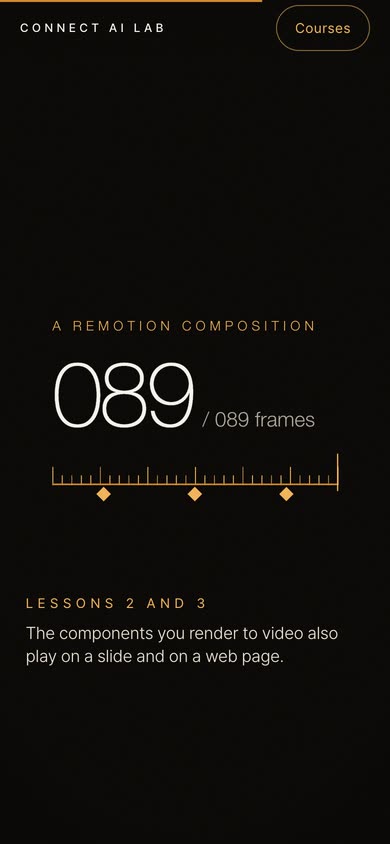 CONNECT AI LAB
Courses
A REMOTION COMPOSITION
089 / 089 frames
LESSONS 2 AND 3
The components you render to video also
play on a slide and on a web page.